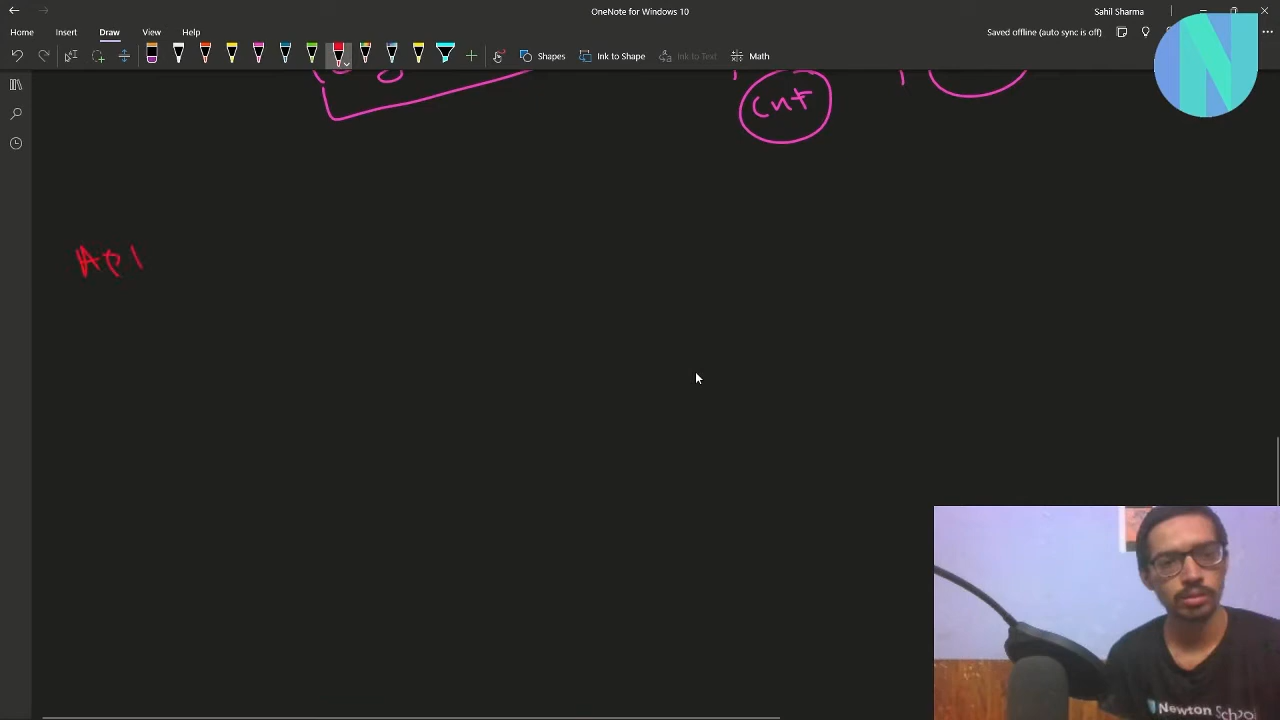 OneNote for Windows 10
Sahil Sharma
Home
Insert
Draw
View
Help
Saved offline (auto sync is off)
Shapes
Ink to Shape
Ink to Text
Math
cnt
API
Newton School